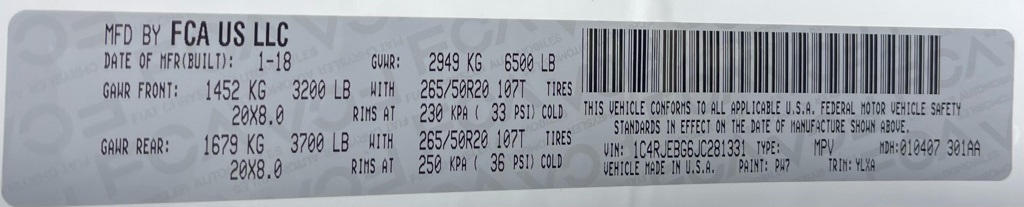 MFD BY FCA US LLC
DATE OF MFR(BUILT): 1-18 GVWR: 2949 KG 6500 LB
GAWR FRONT: 1452 KG 3200 LB WITH 265/50R20 107T TIRES
20X8.0 RIMS AT 230 KPA ( 33 PSI) COLD
GAWR REAR: 1679 KG 3700 LB WITH 265/50R20 107T TIRES
20X8.0 RIMS AT 250 KPA ( 36 PSI) COLD
THIS VEHICLE CONFORMS TO ALL APPLICABLE U.S.A. FEDERAL MOTOR VEHICLE SAFETY
STANDARDS IN EFFECT ON THE DATE OF MANUFACTURE SHOWN ABOVE.
VIN: 1C4RJEBG6JC281331 TYPE: MPV MDH:010407 301AA
VEHICLE MADE IN U.S.A. PAINT: PW7 TRIM: YLXA